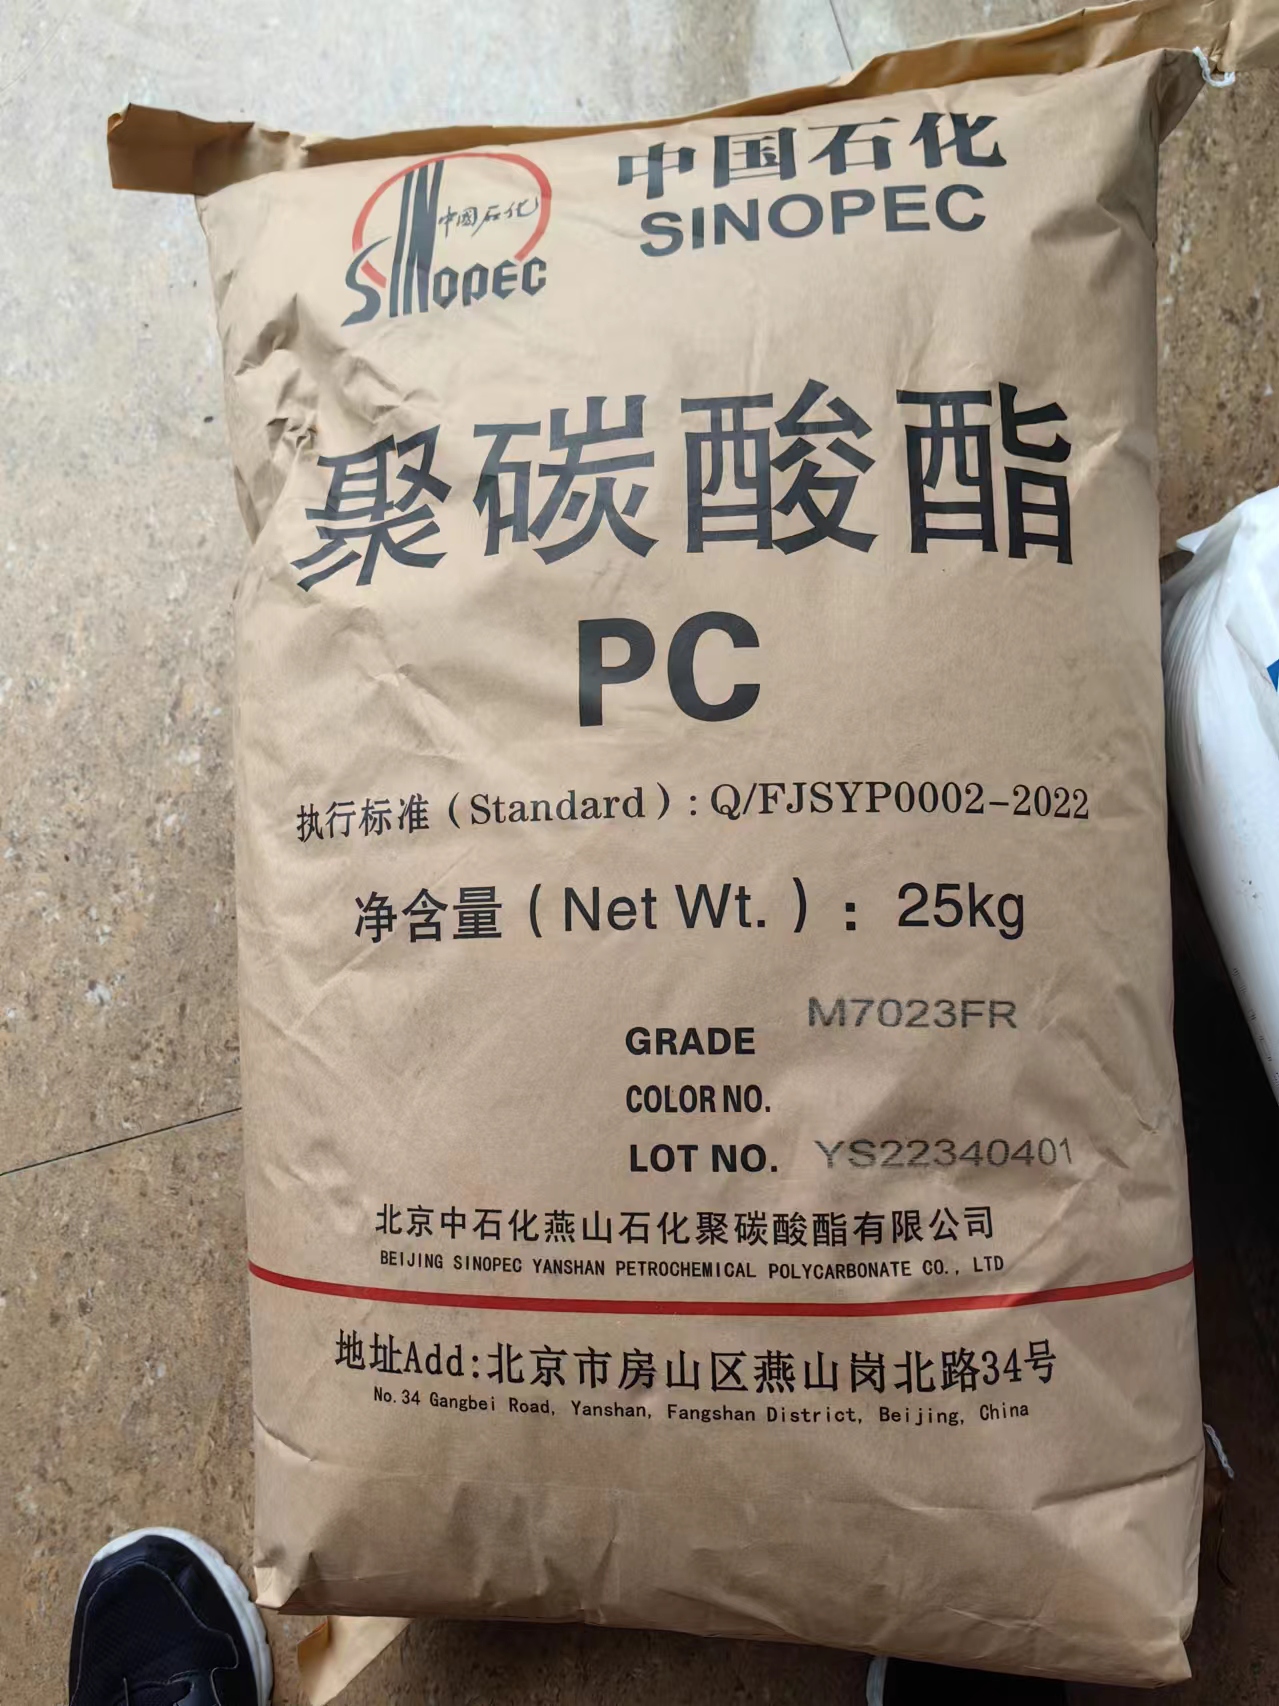 中国石化
SINOPEC
中国石化
SINOPEC
聚碳酸酯
PC
执行标准（Standard）: Q/FJSYP0002-2022
净含量（Net Wt.）: 25kg
GRADE M7023FR
COLOR NO.
LOT NO. YS22340401
北京中石化燕山石化聚碳酸酯有限公司
BEIJING SINOPEC YANSHAN PETROCHEMICAL POLYCARBONATE CO., LTD
地址Add:北京市房山区燕山岗北路34号
No.34 Gangbei Road, Yanshan, Fangshan District, Beijing, China